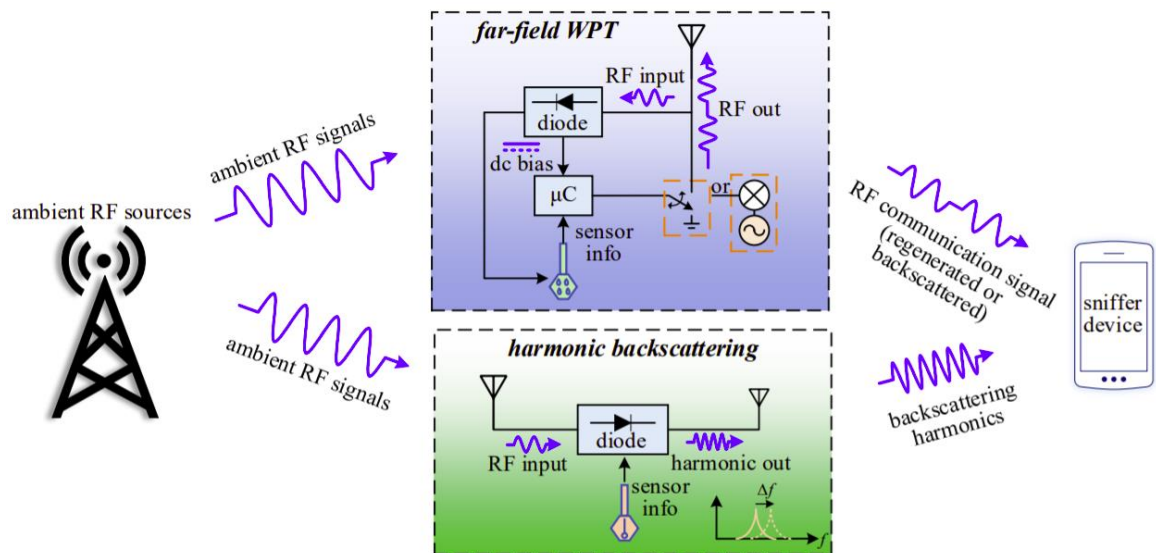 far-field WPT
RF input
RF out
diode
dc bias
μC
or
sensor
info
ambient RF signals
ambient RF sources
ambient RF signals
RF communication signal
(regenerated or
backscattered)
sniffer
device
harmonic backscattering
diode
RF input
harmonic out
sensor
info
Δf
f
backscattering
harmonics